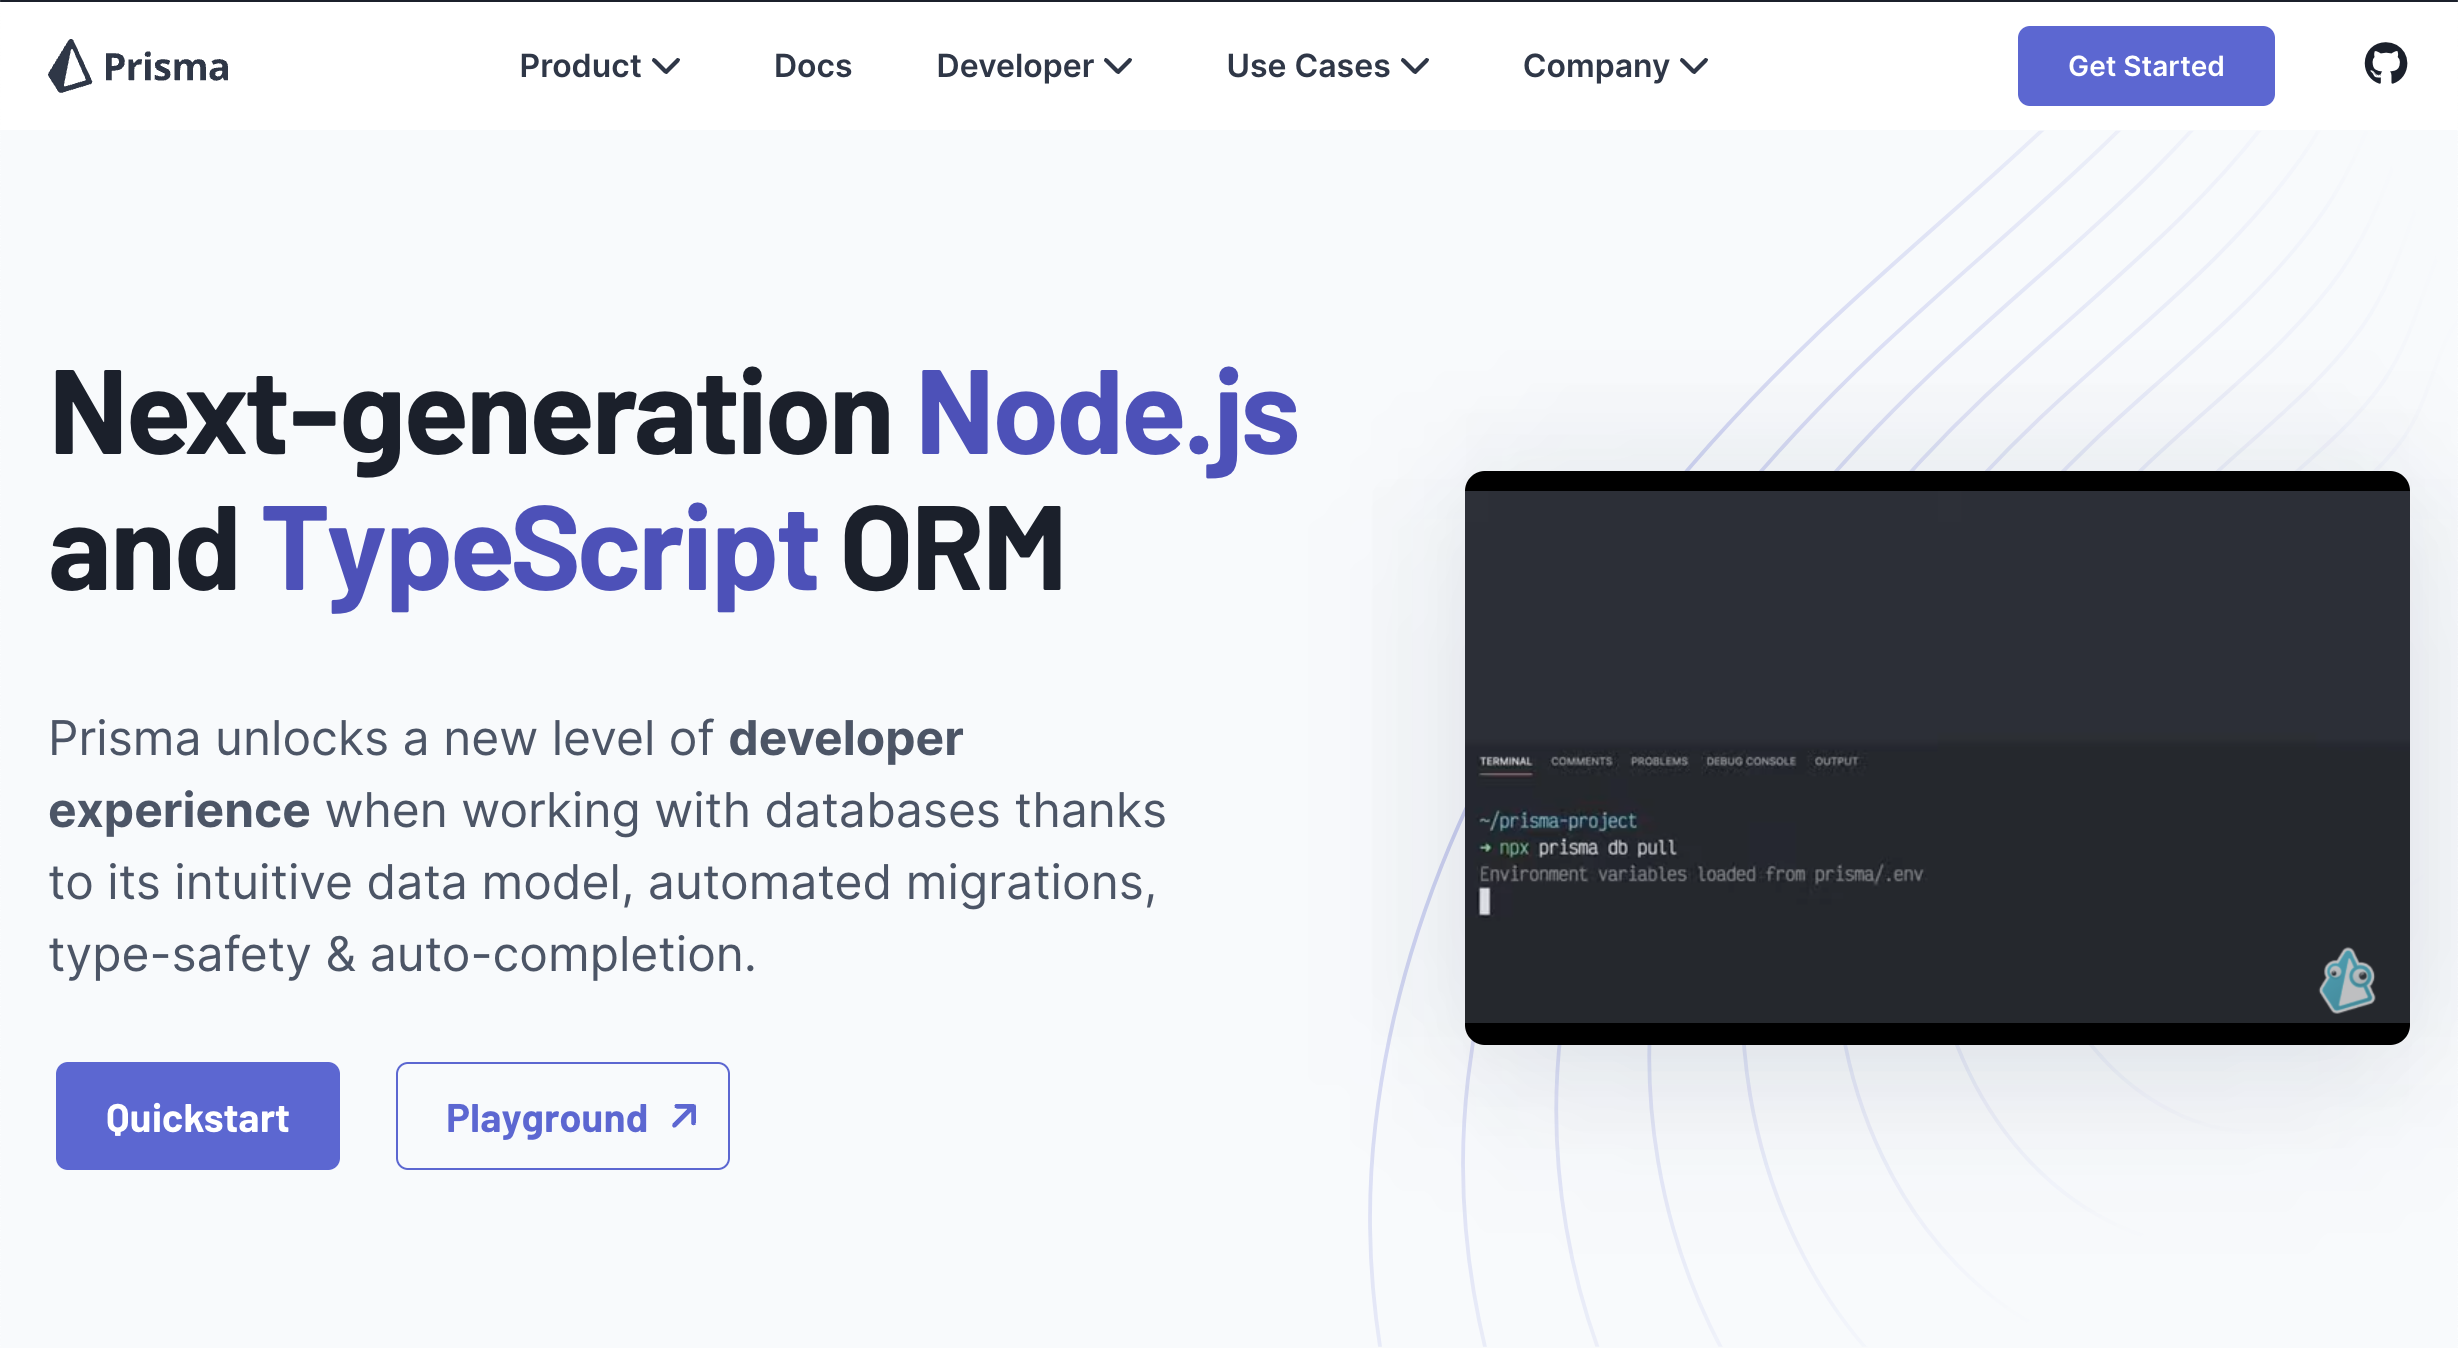 Prisma
Product
Docs
Developer
Use Cases
Company
Get Started
Next-generation Node.js
and TypeScript ORM
Prisma unlocks a new level of developer
experience when working with databases thanks
to its intuitive data model, automated migrations,
type-safety & auto-completion.
Quickstart
Playground
TERMINAL COMMENTS PROBLEMS DEBUG CONSOLE OUTPUT
~/prisma-project
➜ npx prisma db pull
Environment variables loaded from prisma/.env